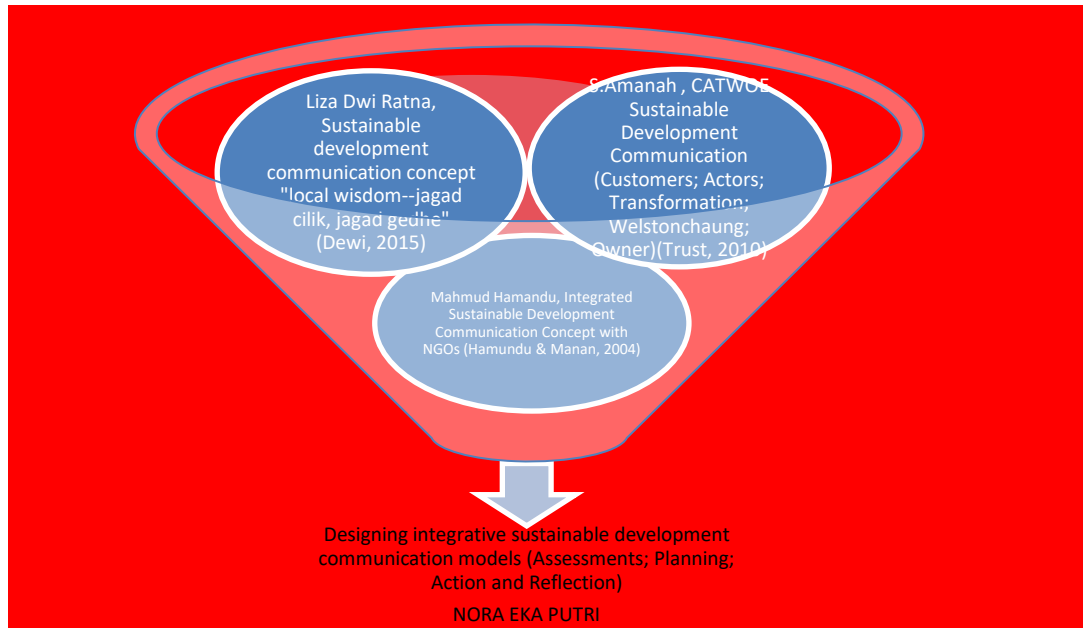 Liza Dwi Ratna,
Sustainable
development
communication concept
"local wisdom--jagad
cilik, jagad gedhe"
(Dewi, 2015)
S.Amanah , CATWOE
Sustainable
Development
Communication
(Customers; Actors;
Transformation;
Welstonchaung;
Owner)(Trust, 2010)
Mahmud Hamandu, Integrated
Sustainable Development
Communication Concept with
NGOs (Hamundu & Manan, 2004)
Designing integrative sustainable development
communication models (Assessments; Planning;
Action and Reflection)
NORA EKA PUTRI